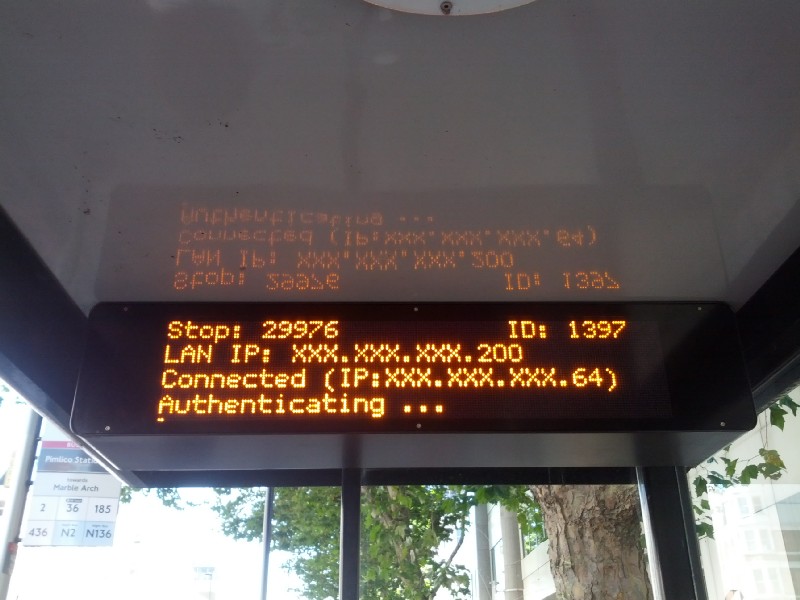 Stop: 29976 ID: 1397
LAN IP: XXX.XXX.XXX.200
Connected (IP:XXX.XXX.XXX.64)
Authenticating ...
Pimlico Station
towards
Marble Arch
2 36 185
436 N2 N136